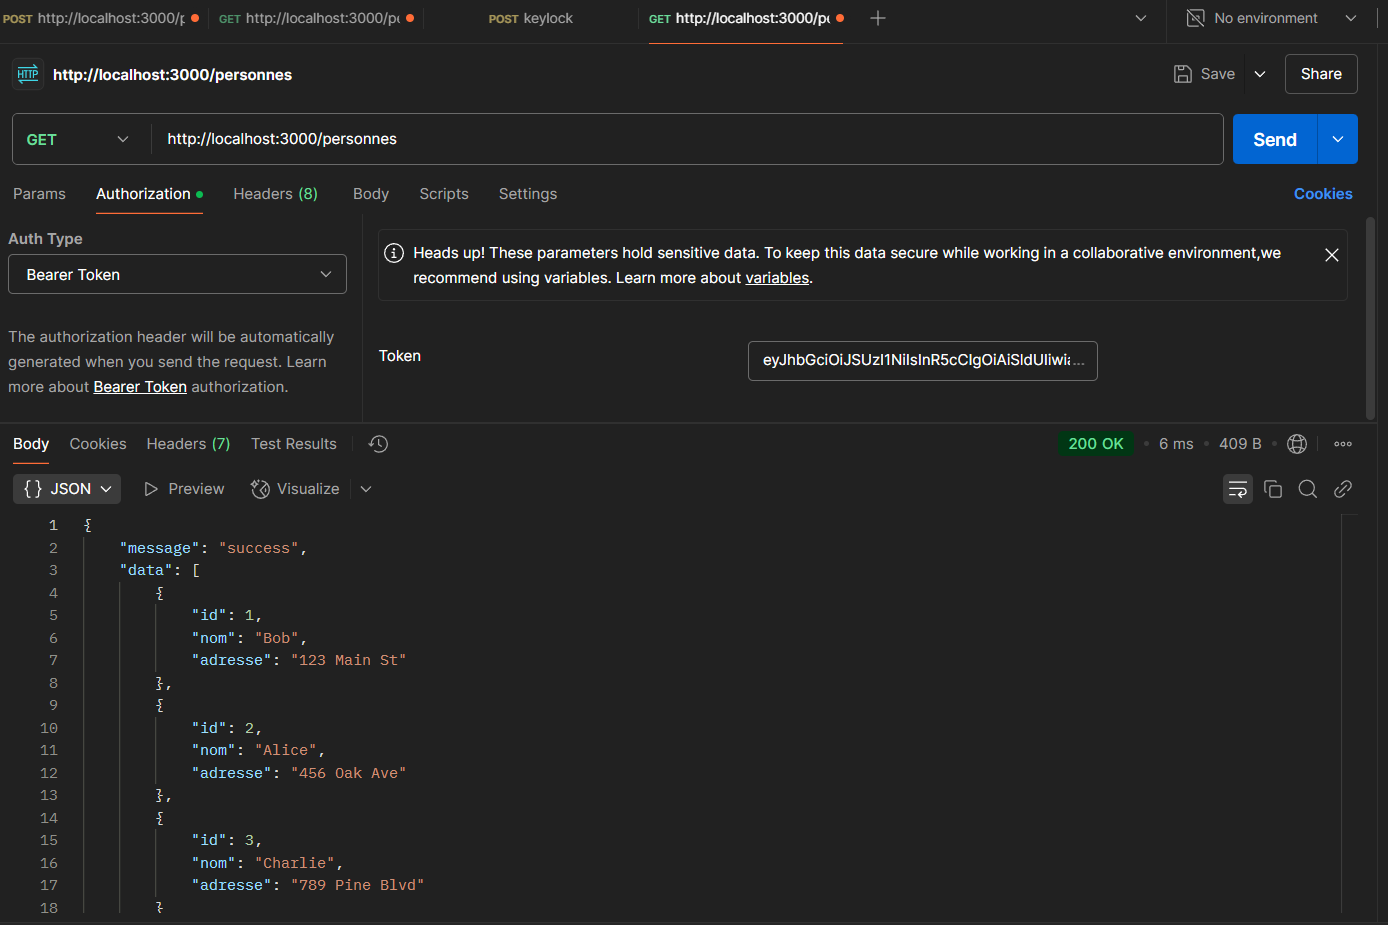 POST http://localhost:3000/p GET http://localhost:3000/pe POST keylock GET http://localhost:3000/pe No environment
HTTP http://localhost:3000/personnes Save Share
GET http://localhost:3000/personnes Send
Params Authorization Headers (8) Body Scripts Settings Cookies
Auth Type
Bearer Token
The authorization header will be automatically
generated when you send the request. Learn
more about Bearer Token authorization.
Heads up! These parameters hold sensitive data. To keep this data secure while working in a collaborative environment,we
recommend using variables. Learn more about variables.
Token eyJhbGciOiJSUzI1NiIsInR5cCIgOiAiSldUIiwia...
Body Cookies Headers (7) Test Results 200 OK • 6 ms • 409 B •
{} JSON Preview Visualize
1 {
2 "message": "success",
3 "data": [
4 {
5 "id": 1,
6 "nom": "Bob",
7 "adresse": "123 Main St"
8 },
9 {
10 "id": 2,
11 "nom": "Alice",
12 "adresse": "456 Oak Ave"
13 },
14 {
15 "id": 3,
16 "nom": "Charlie",
17 "adresse": "789 Pine Blvd"
18 }